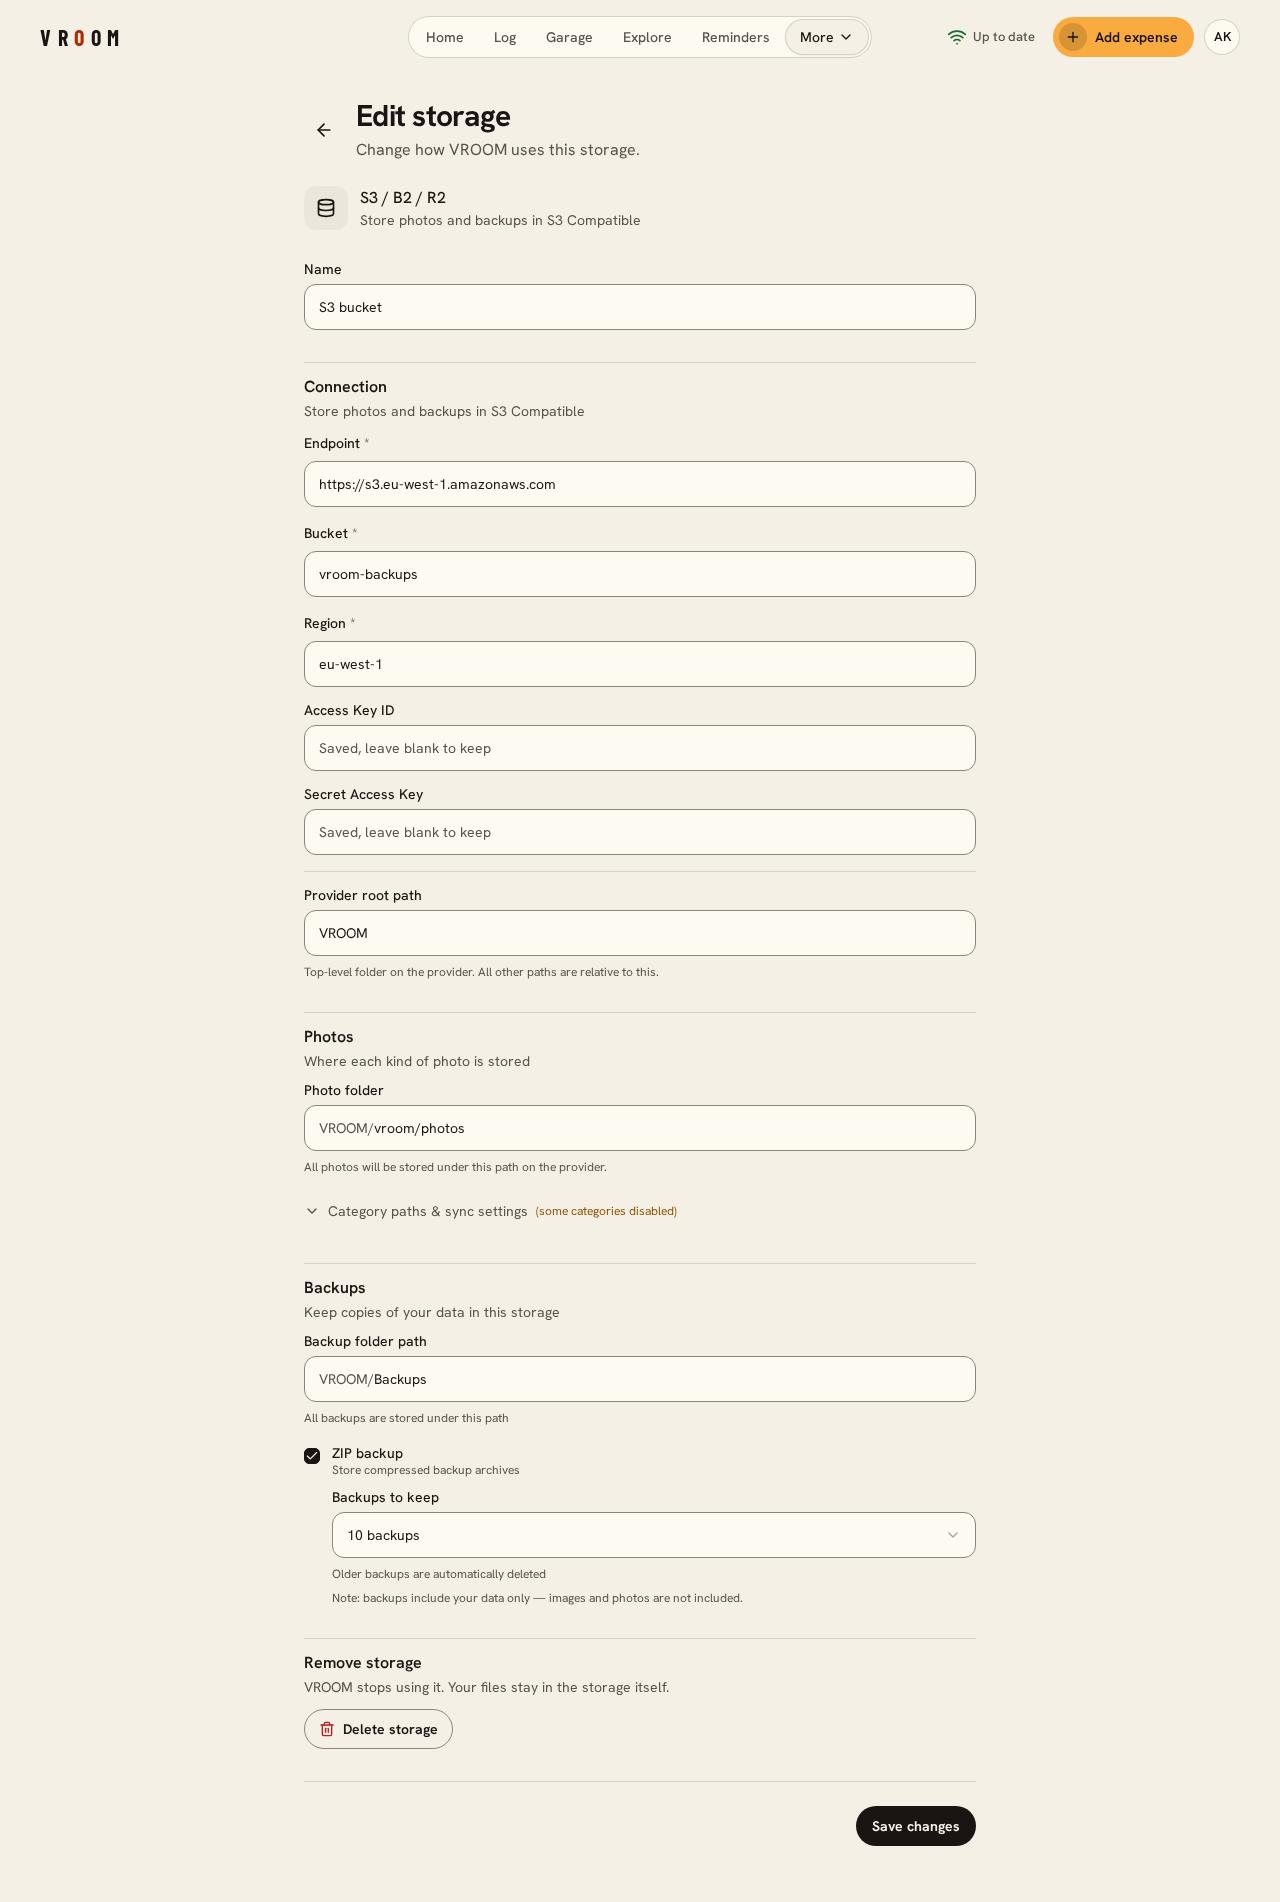 VROOM
Home Log Garage Explore Reminders More
Up to date
Add expense
AK
Edit storage
Change how VROOM uses this storage.
S3 / B2 / R2
Store photos and backups in S3 Compatible
Name
S3 bucket
Connection
Store photos and backups in S3 Compatible
Endpoint *
https://s3.eu-west-1.amazonaws.com
Bucket *
vroom-backups
Region *
eu-west-1
Access Key ID
Saved, leave blank to keep
Secret Access Key
Saved, leave blank to keep
Provider root path
VROOM
Top-level folder on the provider. All other paths are relative to this.
Photos
Where each kind of photo is stored
Photo folder
VROOM/vroom/photos
All photos will be stored under this path on the provider.
Category paths & sync settings (some categories disabled)
Backups
Keep copies of your data in this storage
Backup folder path
VROOM/Backups
All backups are stored under this path
ZIP backup
Store compressed backup archives
Backups to keep
10 backups
Older backups are automatically deleted
Note: backups include your data only — images and photos are not included.
Remove storage
VROOM stops using it. Your files stay in the storage itself.
Delete storage
Save changes